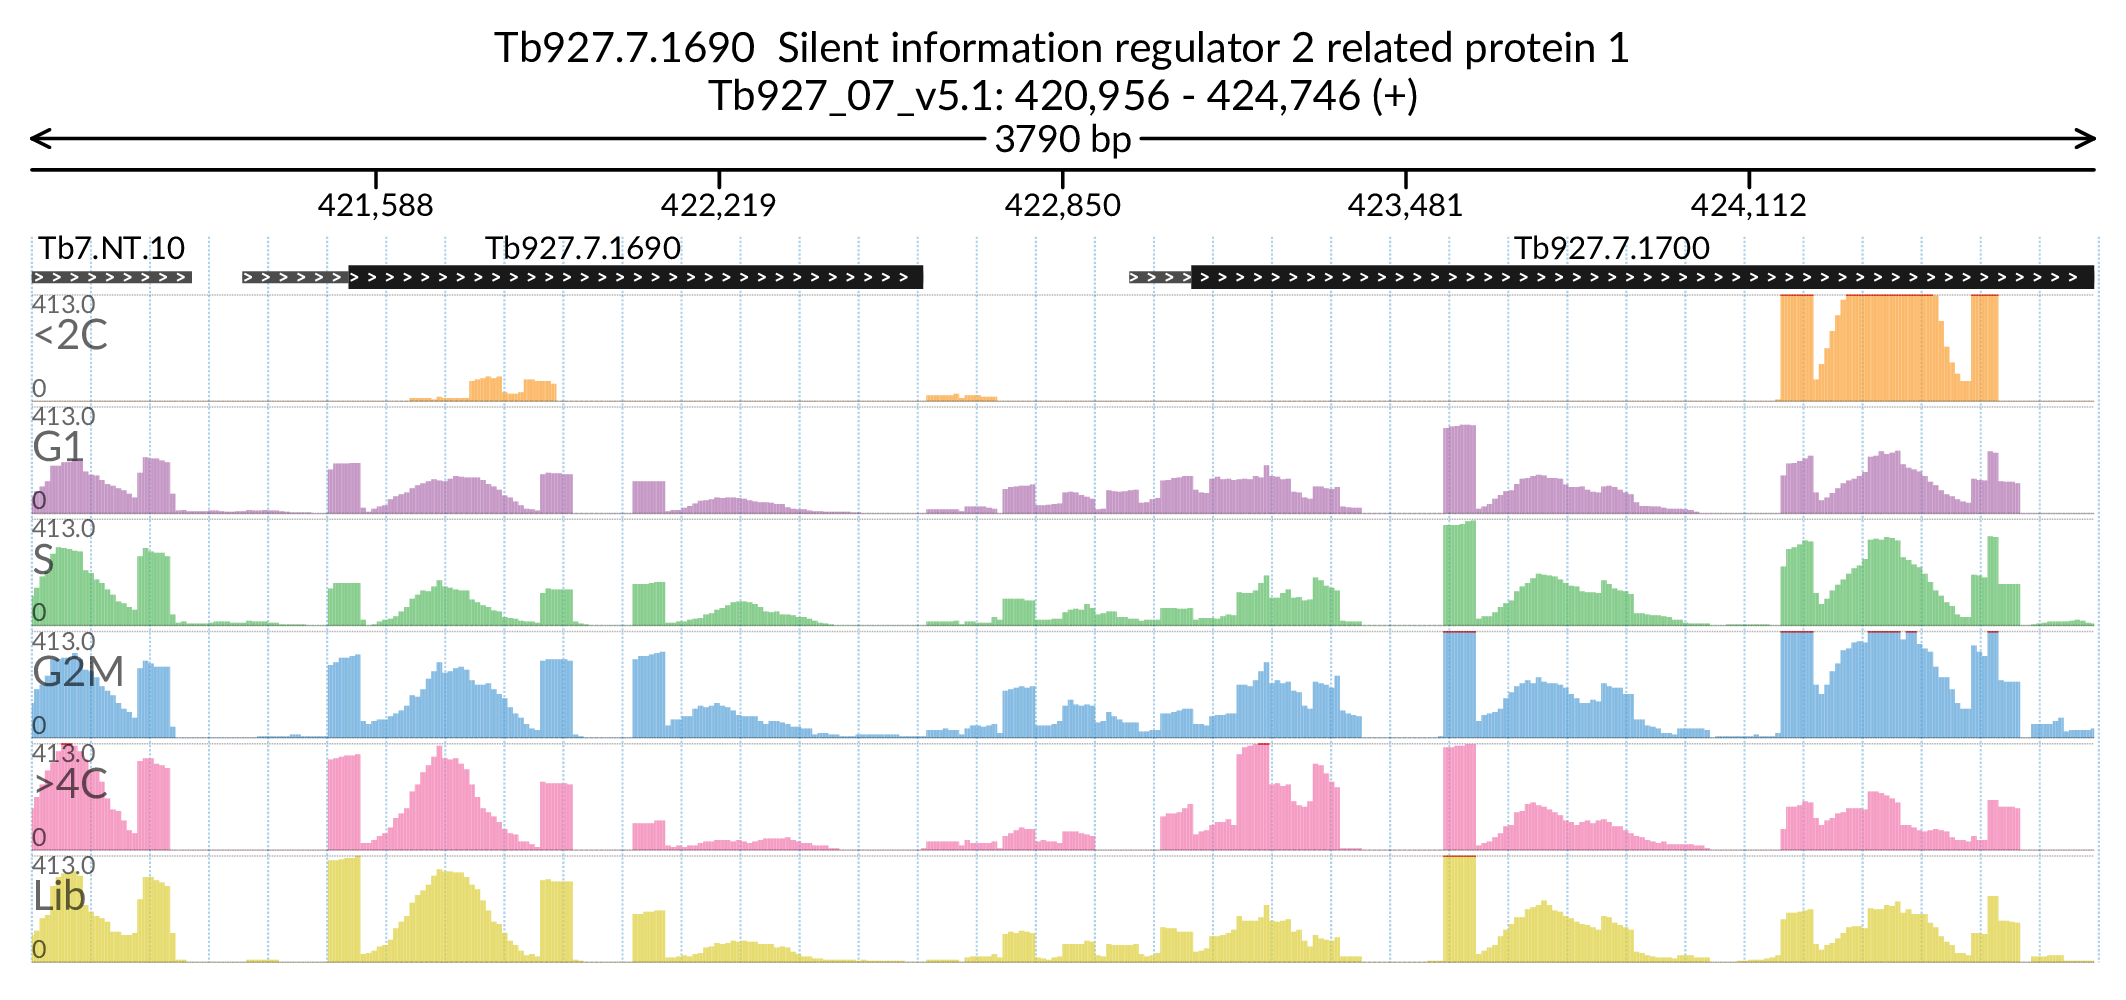 Tb927.7.1690  Silent information regulator 2 related protein 1
Tb927_07_v5.1: 420,956 - 424,746 (+)
3790 bp
421,588 422,219 422,850 423,481 424,112
Tb7.NT.10 Tb927.7.1690 Tb927.7.1700
413.0
<2C
0
413.0
G1
0
413.0
S
0
413.0
G2M
0
413.0
>4C
0
413.0
Lib
0